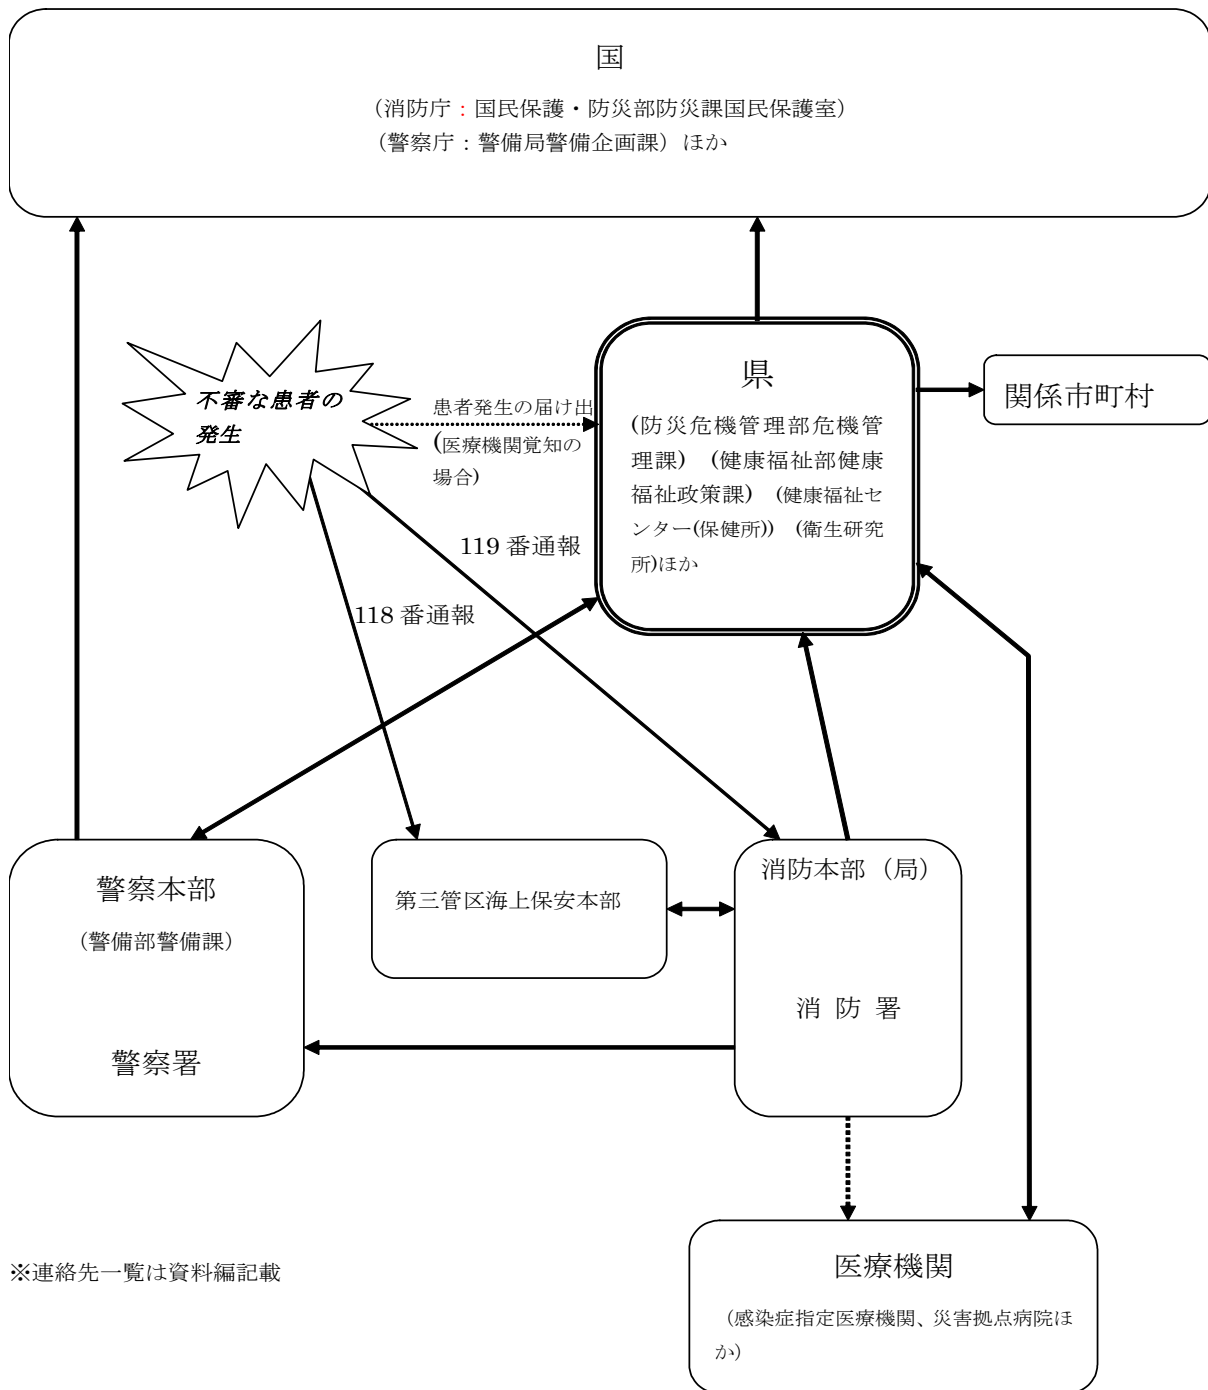 国
（消防庁：国民保護・防災部防災課国民保護室）
（警察庁：警備局警備企画課）ほか
不審な患者の
発生
患者発生の届け出
(医療機関覚知の
場合)
県
(防災危機管理部危機管
理課) (健康福祉部健康
福祉政策課) (健康福祉セ
ンター(保健所)) (衛生研究
所)ほか
関係市町村
119 番通報
118 番通報
警察本部
（警備部警備課）
警察署
第三管区海上保安本部
消防本部（局）
消 防 署
※連絡先一覧は資料編記載
医療機関
（感染症指定医療機関、災害拠点病院ほ
か）